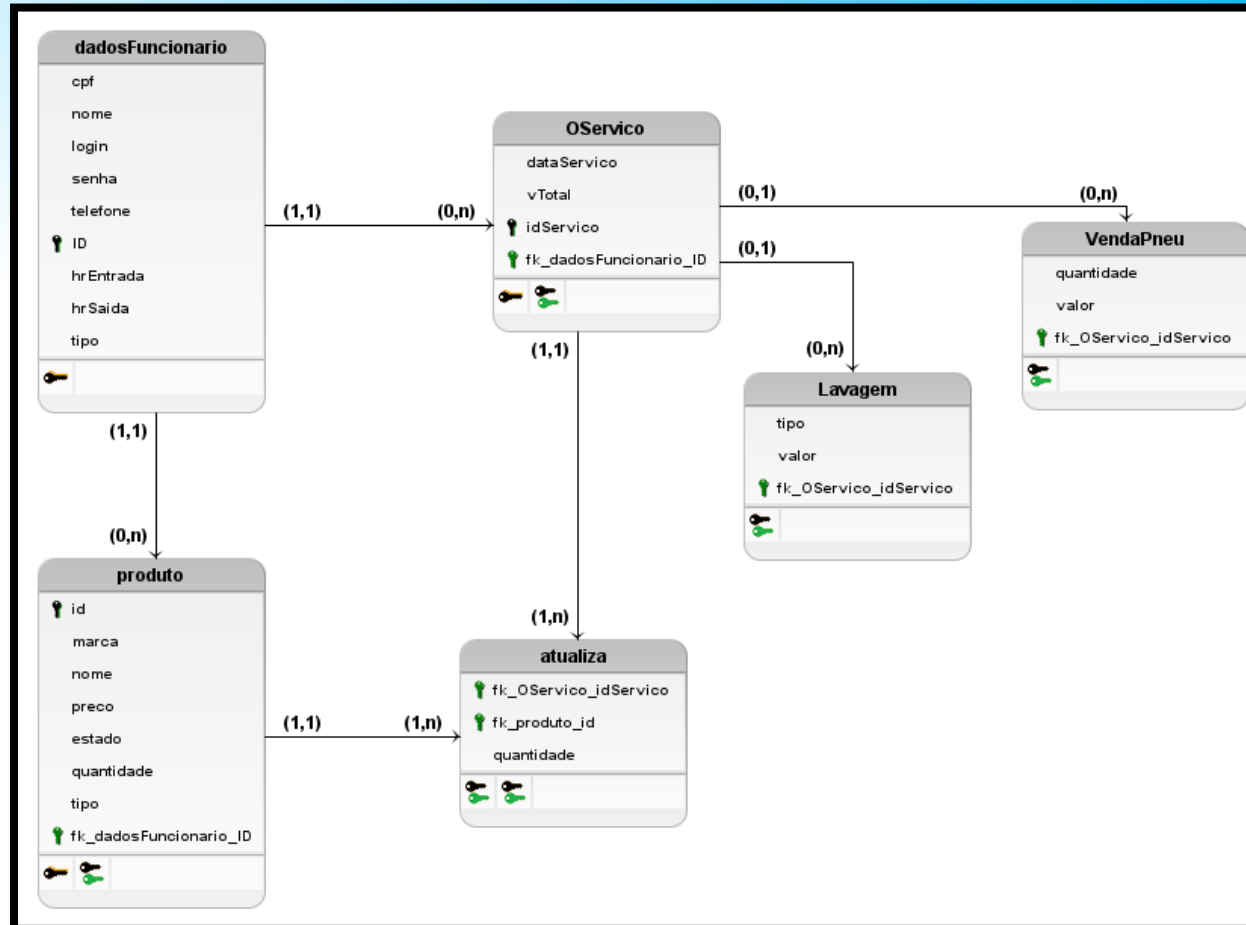 dadosFuncionario
cpf
nome
login
senha
telefone
ID
hrEntrada
hrSaida
tipo
(1,1)
(0,n)
OServico
dataServico
vTotal
idServico
fk_dadosFuncionario_ID
(0,1)
(0,n)
VendaPneu
quantidade
valor
fk_OServico_idServico
(0,1)
(0,n)
Lavagem
tipo
valor
fk_OServico_idServico
(1,1)
(0,n)
produto
id
marca
nome
preco
estado
quantidade
tipo
fk_dadosFuncionario_ID
(1,1)
(1,n)
(1,1)
(1,n)
atualiza
fk_OServico_idServico
fk_produto_id
quantidade